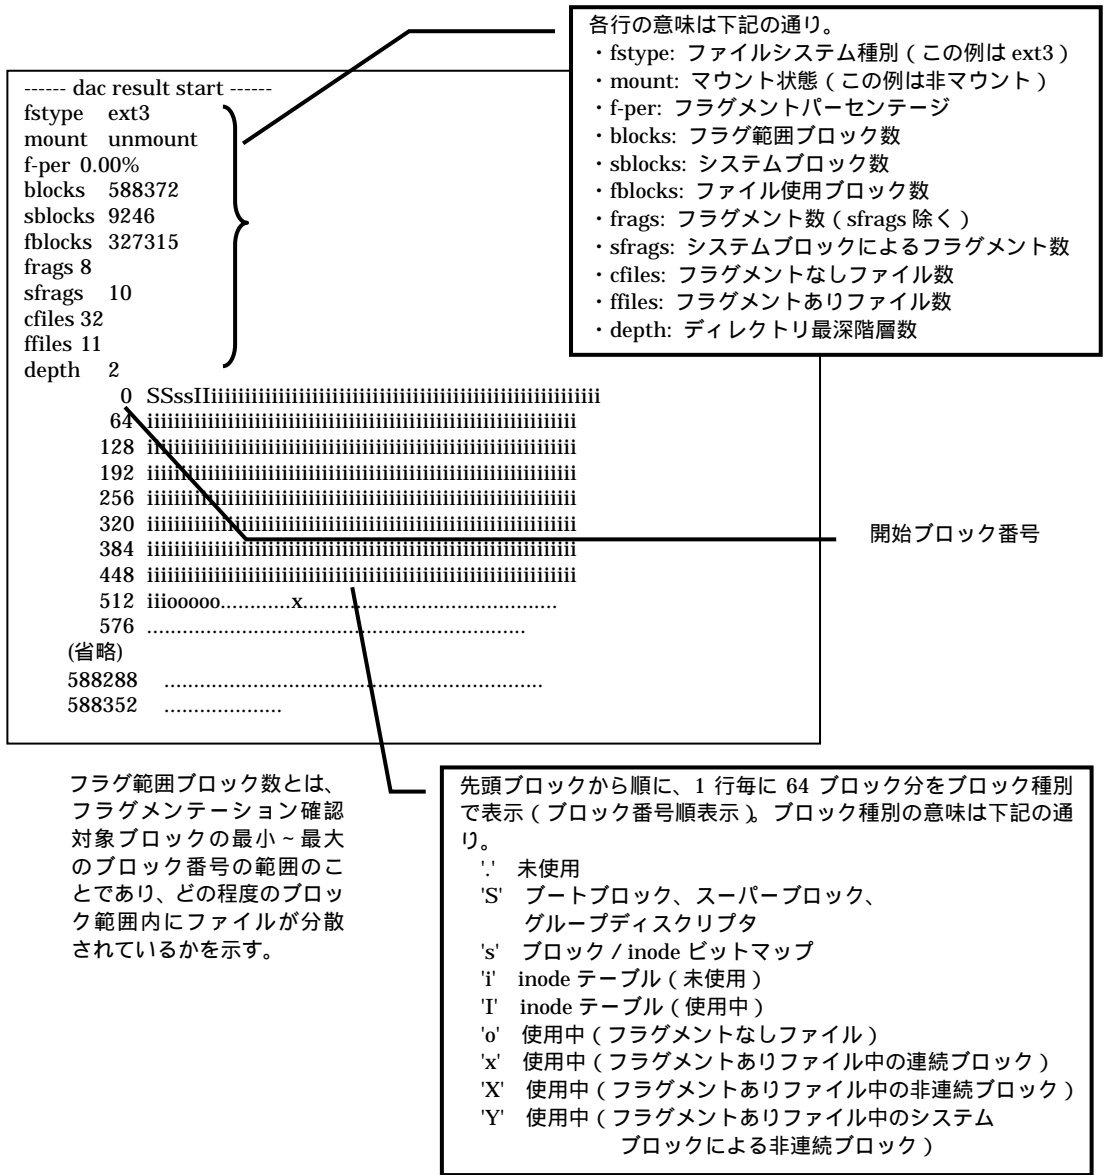 各行の意味は下記の通り。
・fstype: ファイルシステム種別（この例は ext3）
・mount: マウント状態（この例は非マウント）
・f-per: フラグメントパーセンテージ
・blocks: フラグ範囲ブロック数
・sblocks: システムブロック数
・fblocks: ファイル使用ブロック数
・frags: フラグメント数（sfrags 除く）
・sfrags: システムブロックによるフラグメント数
・cfiles: フラグメントなしファイル数
・ffiles: フラグメントありファイル数
・depth: ディレクトリ最深階層数
------ dac result start ------
fstype ext3
mount unmount
f-per 0.00%
blocks 588372
sblocks 9246
fblocks 327315
frags 8
sfrags 10
cfiles 32
ffiles 11
depth 2
0 SSssIIiiiiiiiiiiiiiiiiiiiiiiiiiiiiiiiiiiiiiiiiiiiiiiiiiiiiiiiiii
64 iiiiiiiiiiiiiiiiiiiiiiiiiiiiiiiiiiiiiiiiiiiiiiiiiiiiiiiiiiiiiiii
128 iiiiiiiiiiiiiiiiiiiiiiiiiiiiiiiiiiiiiiiiiiiiiiiiiiiiiiiiiiiiiiii
192 iiiiiiiiiiiiiiiiiiiiiiiiiiiiiiiiiiiiiiiiiiiiiiiiiiiiiiiiiiiiiiii
256 iiiiiiiiiiiiiiiiiiiiiiiiiiiiiiiiiiiiiiiiiiiiiiiiiiiiiiiiiiiiiiii
320 iiiiiiiiiiiiiiiiiiiiiiiiiiiiiiiiiiiiiiiiiiiiiiiiiiiiiiiiiiiiiiii
384 iiiiiiiiiiiiiiiiiiiiiiiiiiiiiiiiiiiiiiiiiiiiiiiiiiiiiiiiiiiiiiii
448 iiiiiiiiiiiiiiiiiiiiiiiiiiiiiiiiiiiiiiiiiiiiiiiiiiiiiiiiiiiiiiii
512 iiiooooo............x...........................................
576 ................................................................
(省略)
588288 ................................................................
588352 ....................
開始ブロック番号
フラグ範囲ブロック数とは、
フラグメンテーション確認
対象ブロックの最小～最大
のブロック番号の範囲のこ
とであり、どの程度のブロッ
ク範囲内にファイルが分散
されているかを示す。
先頭ブロックから順に、1 行毎に 64 ブロック分をブロック種別
で表示（ブロック番号順表示）。ブロック種別の意味は下記の通
り。
'.' 未使用
'S' ブートブロック、スーパーブロック、
グループディスクリプタ
's' ブロック / inode ビットマップ
'i' inode テーブル（未使用）
'I' inode テーブル（使用中）
'o' 使用中（フラグメントなしファイル）
'x' 使用中（フラグメントありファイル中の連続ブロック）
'X' 使用中（フラグメントありファイル中の非連続ブロック）
'Y' 使用中（フラグメントありファイル中のシステム
ブロックによる非連続ブロック）